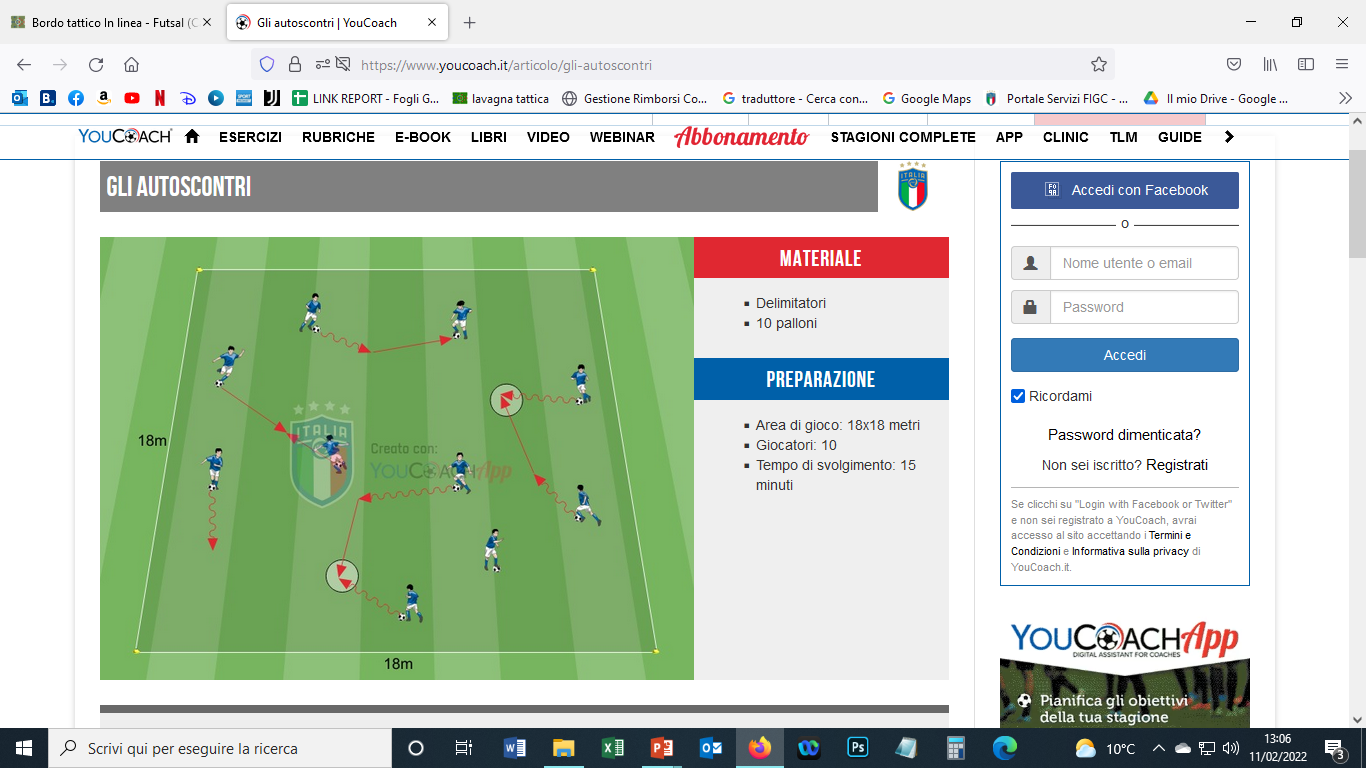 Bordo tattico In linea - Futsal (C
Gli autoscontri | YouCoach
https://www.youcoach.it/articolo/gli-autoscontri
LINK REPORT - Fogli G...
lavagna tattica
Gestione Rimborsi Co...
traduttore - Cerca con...
Google Maps
Portale Servizi FIGC - ...
Il mio Drive - Google ...
YOUCOACH
ESERCIZI
RUBRICHE
E-BOOK
LIBRI
VIDEO
WEBINAR
Abbonamento
STAGIONI COMPLETE
APP
CLINIC
TLM
GUIDE
GLI AUTOSCONTRI
ITALIA
18m
18m
ITALIA
Creato con:
YOUCOACHApp
MATERIALE
Delimitatori
10 palloni
PREPARAZIONE
Area di gioco: 18x18 metri
Giocatori: 10
Tempo di svolgimento: 15
minuti
Accedi con Facebook
O
Nome utente o email
Password
Accedi
Ricordami
Password dimenticata?
Non sei iscritto? Registrati
Se clicchi su "Login with Facebook or Twitter"
e non sei registrato a YouCoach, avrai
accesso al sito accettando i Termini e
Condizioni e Informativa sulla privacy di
YouCoach.it.
YOUCOACHApp
DIGITAL ASSISTANT FOR COACHES
Pianifica gli obiettivi
della tua stagione
Scrivi qui per eseguire la ricerca
10°C
13:06
11/02/2022
3